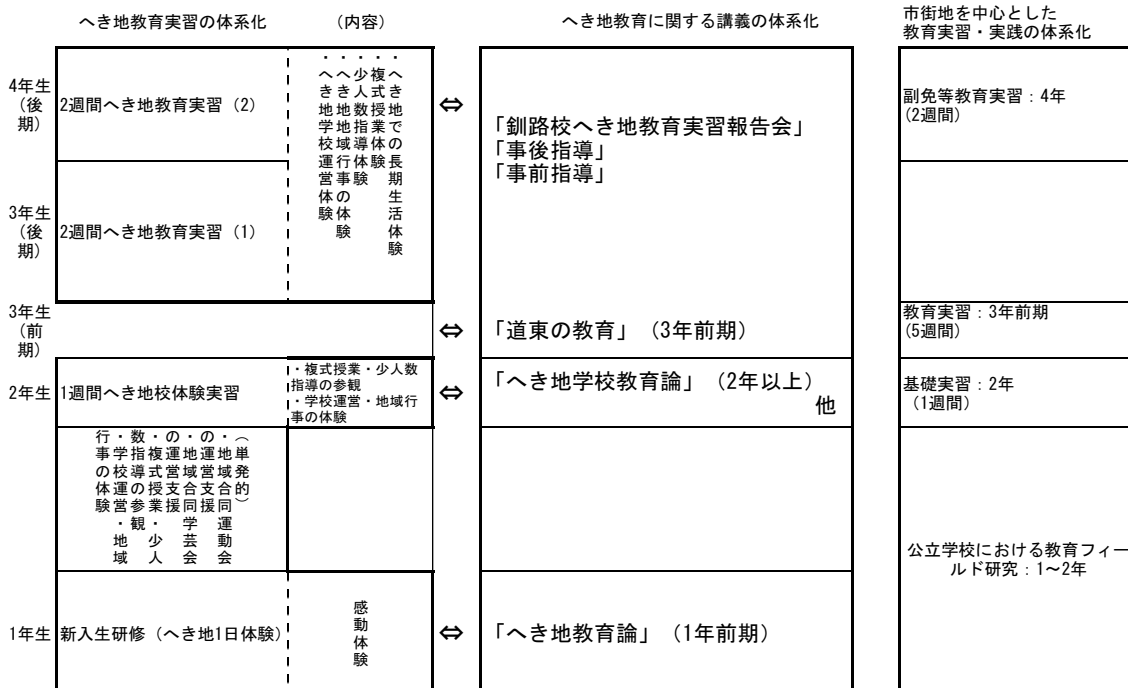 へき地教育実習の体系化
（内容）
へき地教育に関する講義の体系化
市街地を中心とした
教育実習・実践の体系化
4年生
（後
期）
2週間へき地教育実習（2）
・へき地での長期生活体験
・複式授業体験
・少人数指導体験
・へき地地域行事の体験
・へき地学校運営体験
⇔
「釧路校へき地教育実習報告会」
「事後指導」
「事前指導」
副免等教育実習：4年
(2週間)
3年生
（後
期）
2週間へき地教育実習（1）
3年生
（前
期）
⇔
「道東の教育」（3年前期）
教育実習：3年前期
(5週間)
2年生
1週間へき地校体験実習
・複式授業・少人数
指導の参観
・学校運営・地域行
事の体験
⇔
「へき地学校教育論」（2年以上）
他
基礎実習：2年
（1週間）
（単発的）
・地域合同運動会
の運営支援
・地域合同学芸会
の運営支援
・複式授業・少人
数指導の参観
・学校運営・地域
行事の体験
公立学校における教育フィー
ルド研究：1～2年
1年生
新入生研修（へき地1日体験）
感動体験
⇔
「へき地教育論」（1年前期）